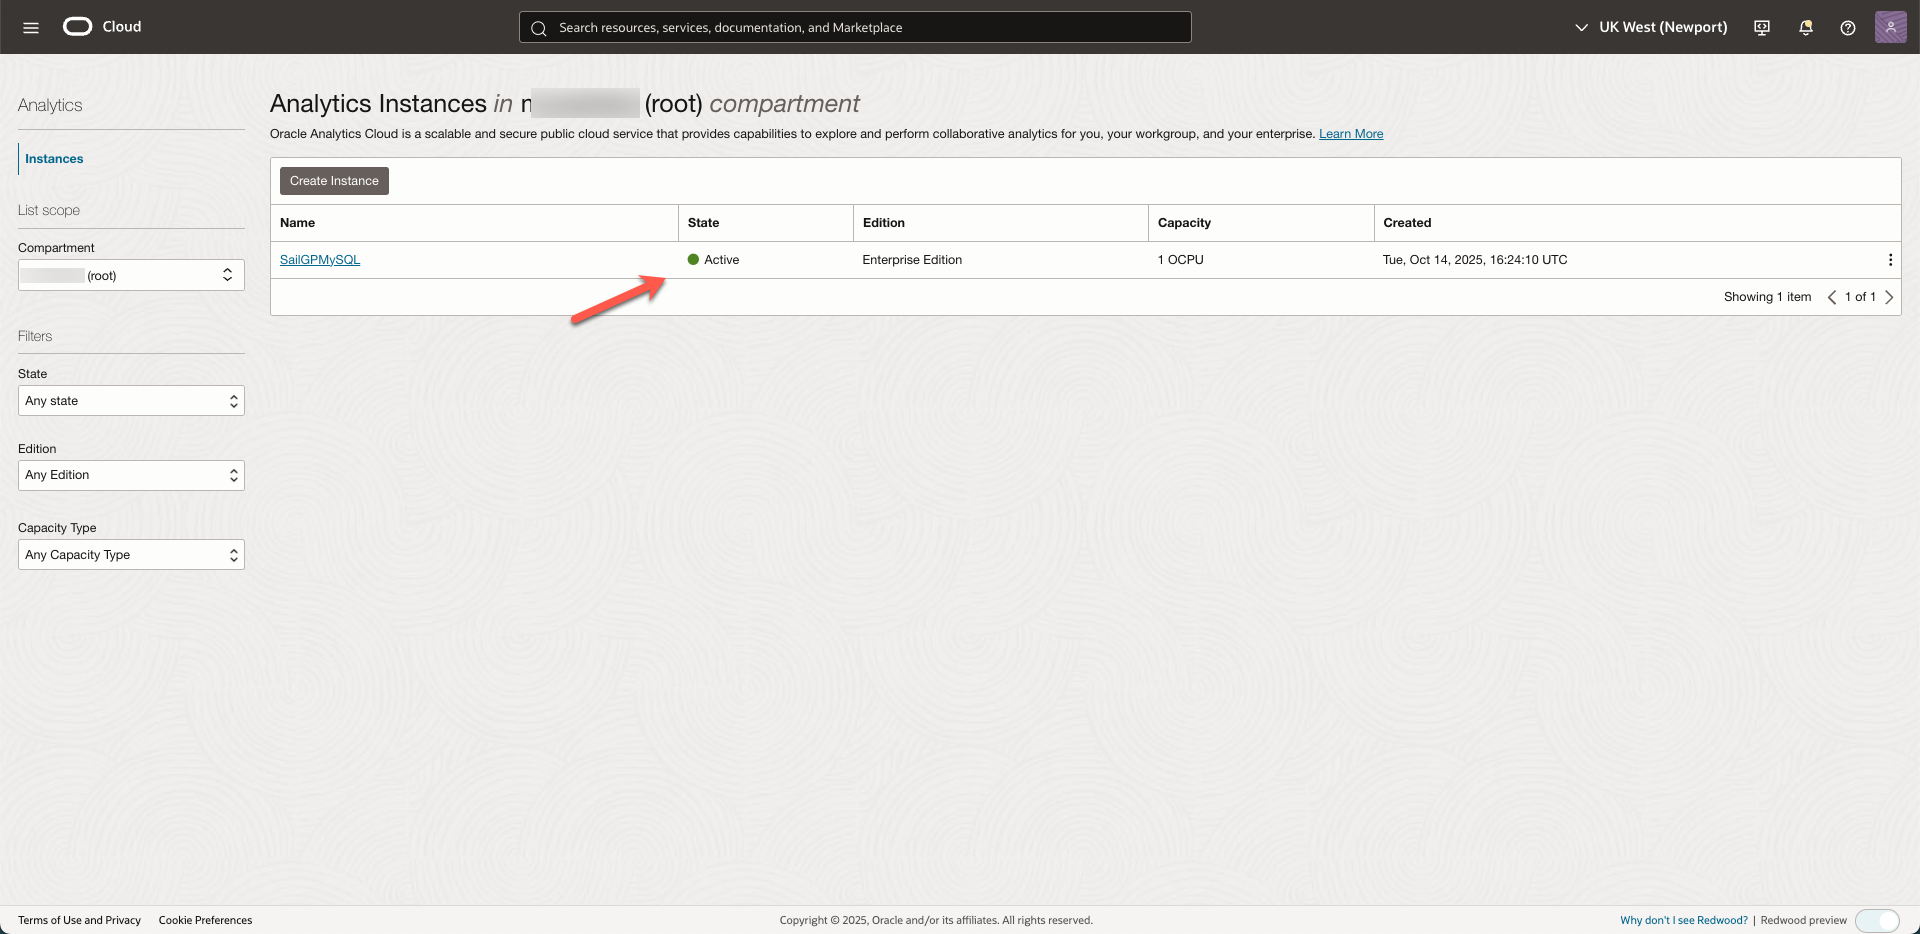 Cloud
Search resources, services, documentation, and Marketplace
UK West (Newport)
Analytics
Instances
List scope
Compartment
(root)
Filters
State
Any state
Edition
Any Edition
Capacity Type
Any Capacity Type
Analytics Instances in (root) compartment
Oracle Analytics Cloud is a scalable and secure public cloud service that provides capabilities to explore and perform collaborative analytics for you, your workgroup, and your enterprise. Learn More
Create Instance
Name State Edition Capacity Created
SailGPMySQL Active Enterprise Edition 1 OCPU Tue, Oct 14, 2025, 16:24:10 UTC
Showing 1 item 1 of 1
Terms of Use and Privacy Cookie Preferences Copyright © 2025, Oracle and/or its affiliates. All rights reserved. Why don't I see Redwood? | Redwood preview